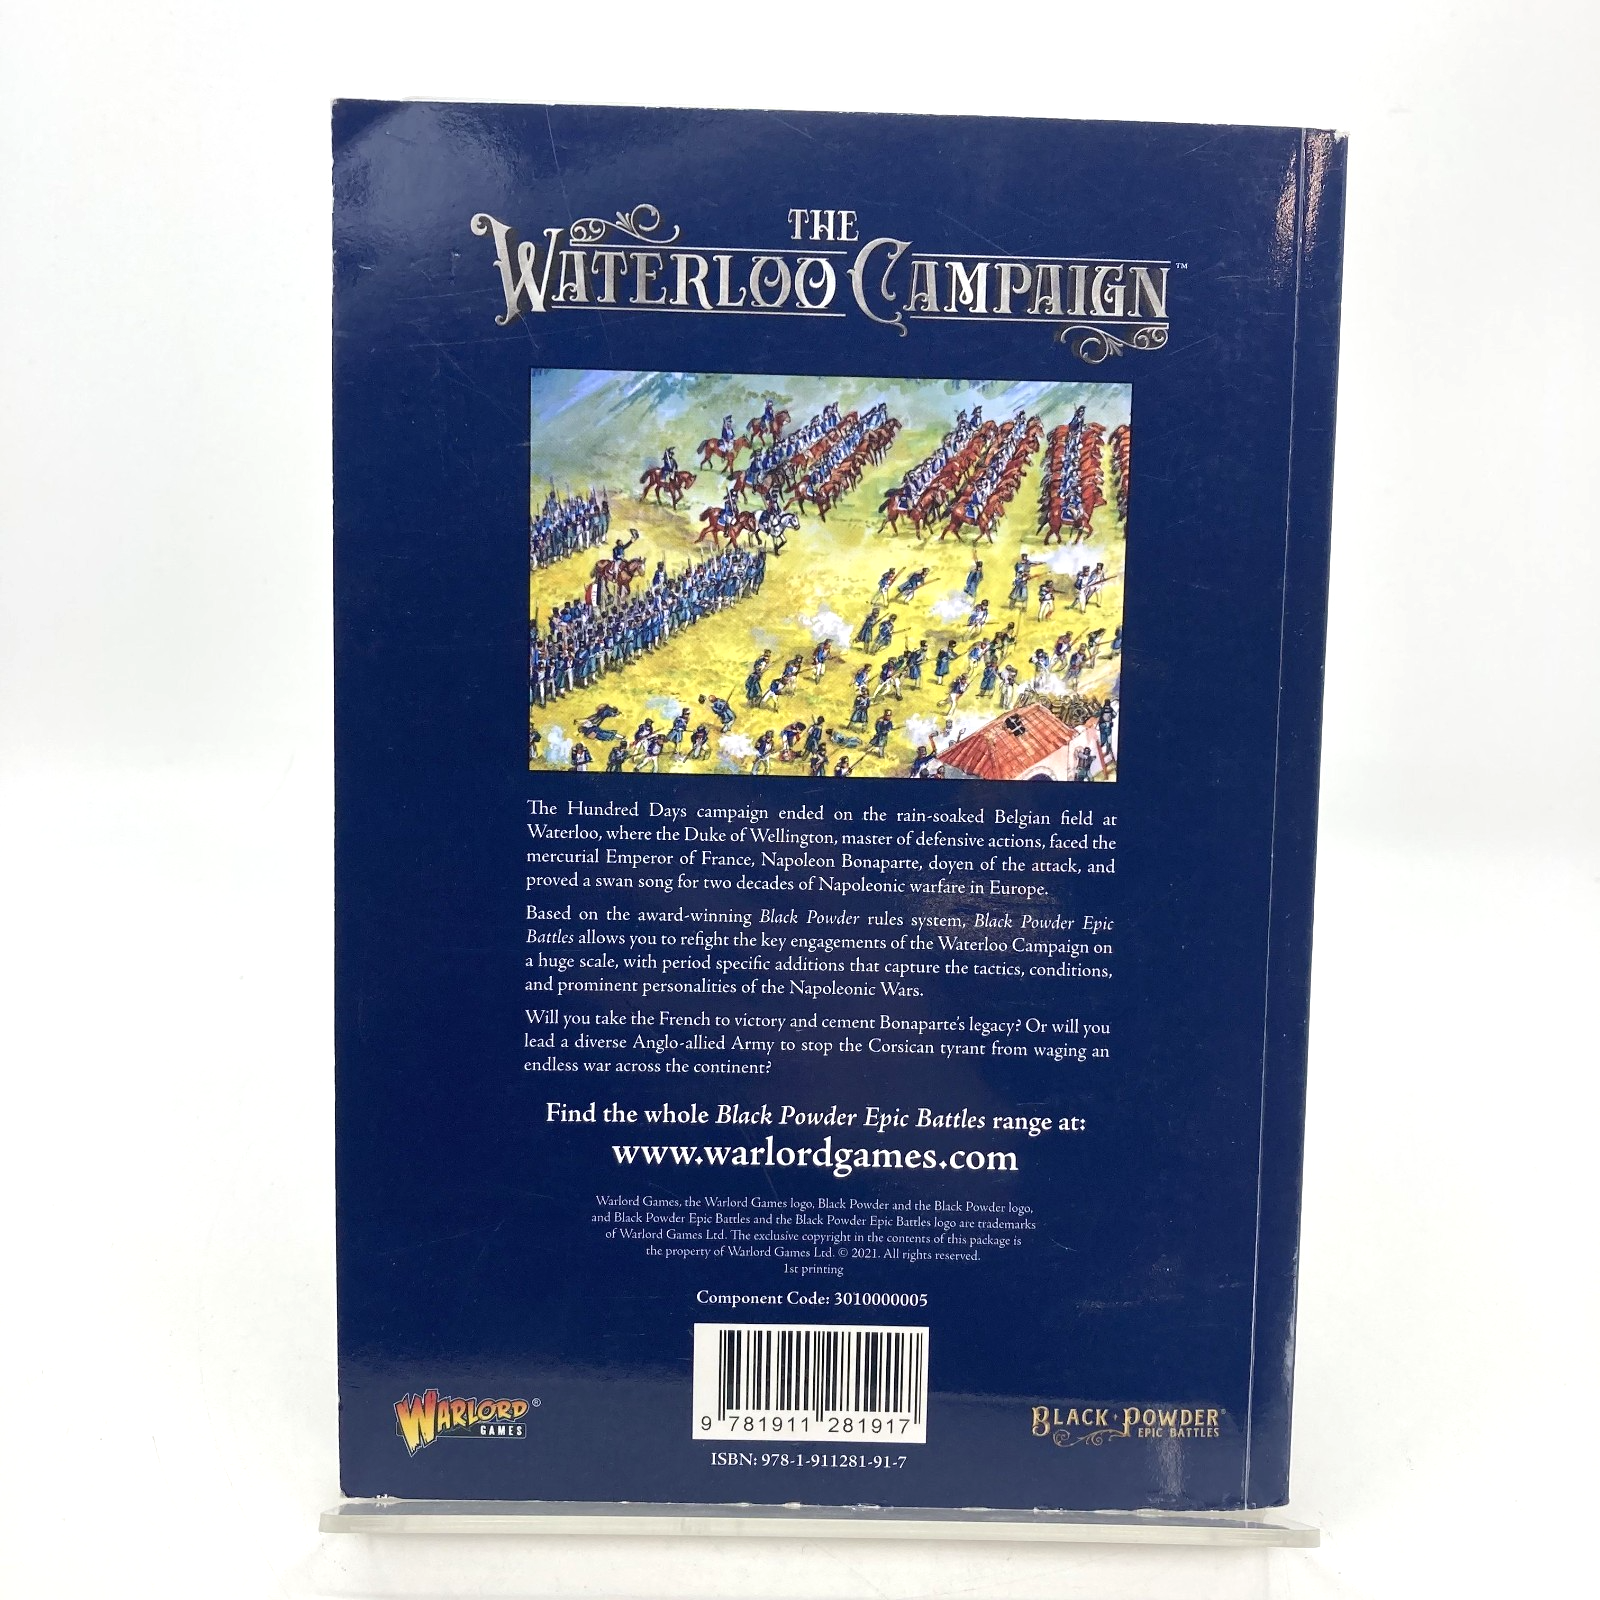 THE
WATERLOO CAMPAIGN™
The Hundred Days campaign ended on the rain-soaked Belgian field at
Waterloo, where the Duke of Wellington, master of defensive actions, faced the
mercurial Emperor of France, Napoleon Bonaparte, doyen of the attack, and
proved a swan song for two decades of Napoleonic warfare in Europe.
Based on the award-winning Black Powder rules system, Black Powder Epic
Battles allows you to refight the key engagements of the Waterloo Campaign on
a huge scale, with period specific additions that capture the tactics, conditions,
and prominent personalities of the Napoleonic Wars.
Will you take the French to victory and cement Bonaparte's legacy? Or will you
lead a diverse Anglo-allied Army to stop the Corsican tyrant from waging an
endless war across the continent?
Find the whole Black Powder Epic Battles range at:
www.warlordgames.com
Warlord Games, the Warlord Games logo, Black Powder and the Black Powder logo,
and Black Powder Epic Battles and the Black Powder Epic Battles logo are trademarks
of Warlord Games Ltd. The exclusive copyright in the contents of this package is
the property of Warlord Games Ltd. © 2021. All rights reserved.
1st printing
Component Code: 3010000005
9 781911 281917
ISBN: 978-1-911281-91-7
WARLORD®
GAMES
BLACK POWDER®
EPIC BATTLES